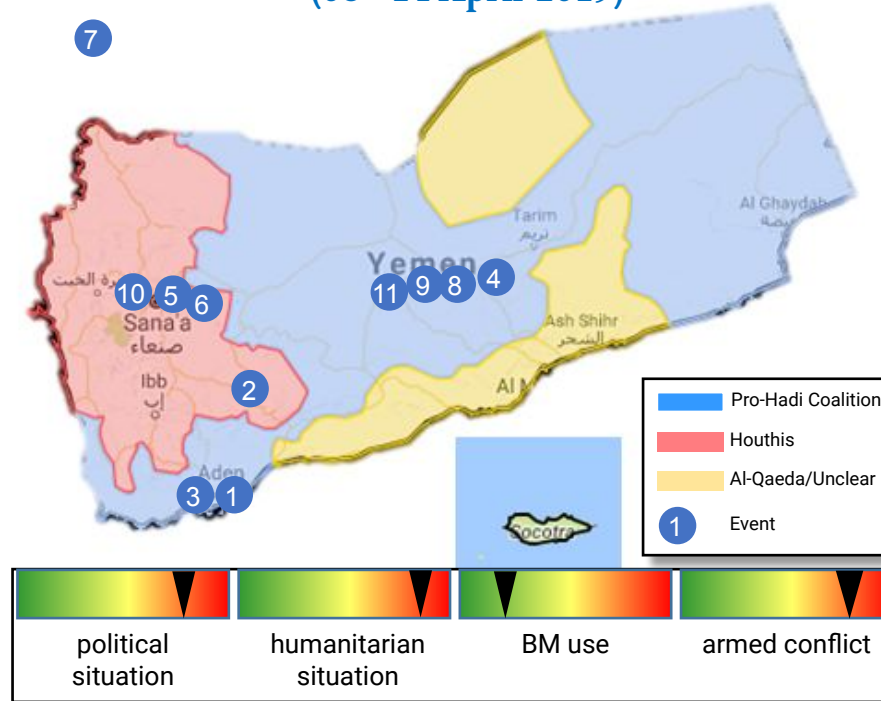 7
Tarim
تريم
Al Ghaydah
Yemen
10
5
6
11
9
8
4
Sana'a
صنعاء
Ash Shihr
الشحر
Ibb
إب
2
Al M
Aden
3
1
Socotra
Pro-Hadi Coalition
Houthis
Al-Qaeda/Unclear
1
Event
political
situation
humanitarian
situation
BM use
armed conflict